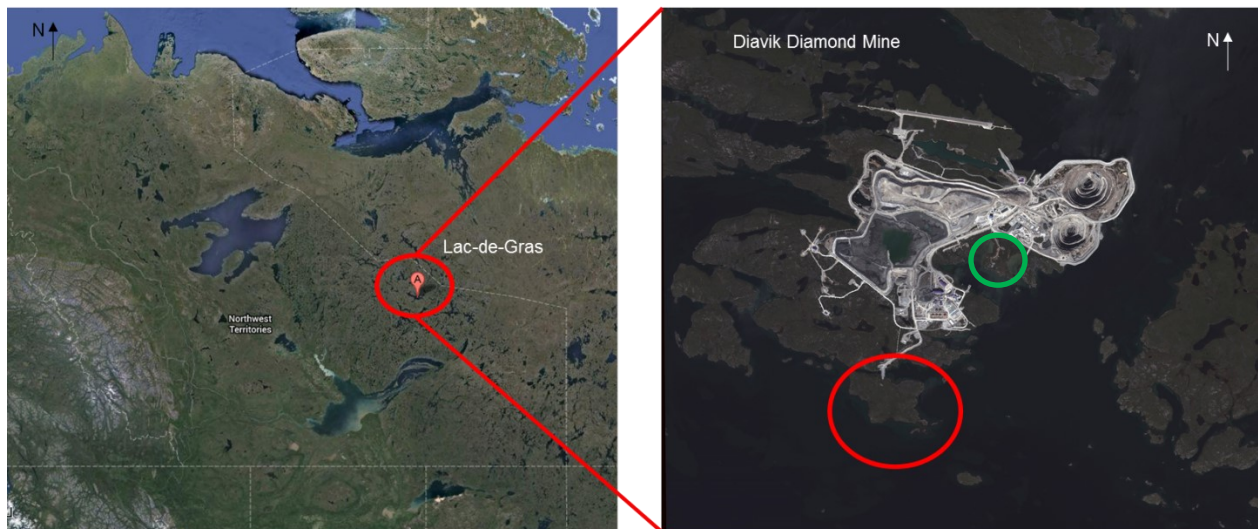 N
Lac-de-Gras
A
Northwest
Territories
Diavik Diamond Mine
N